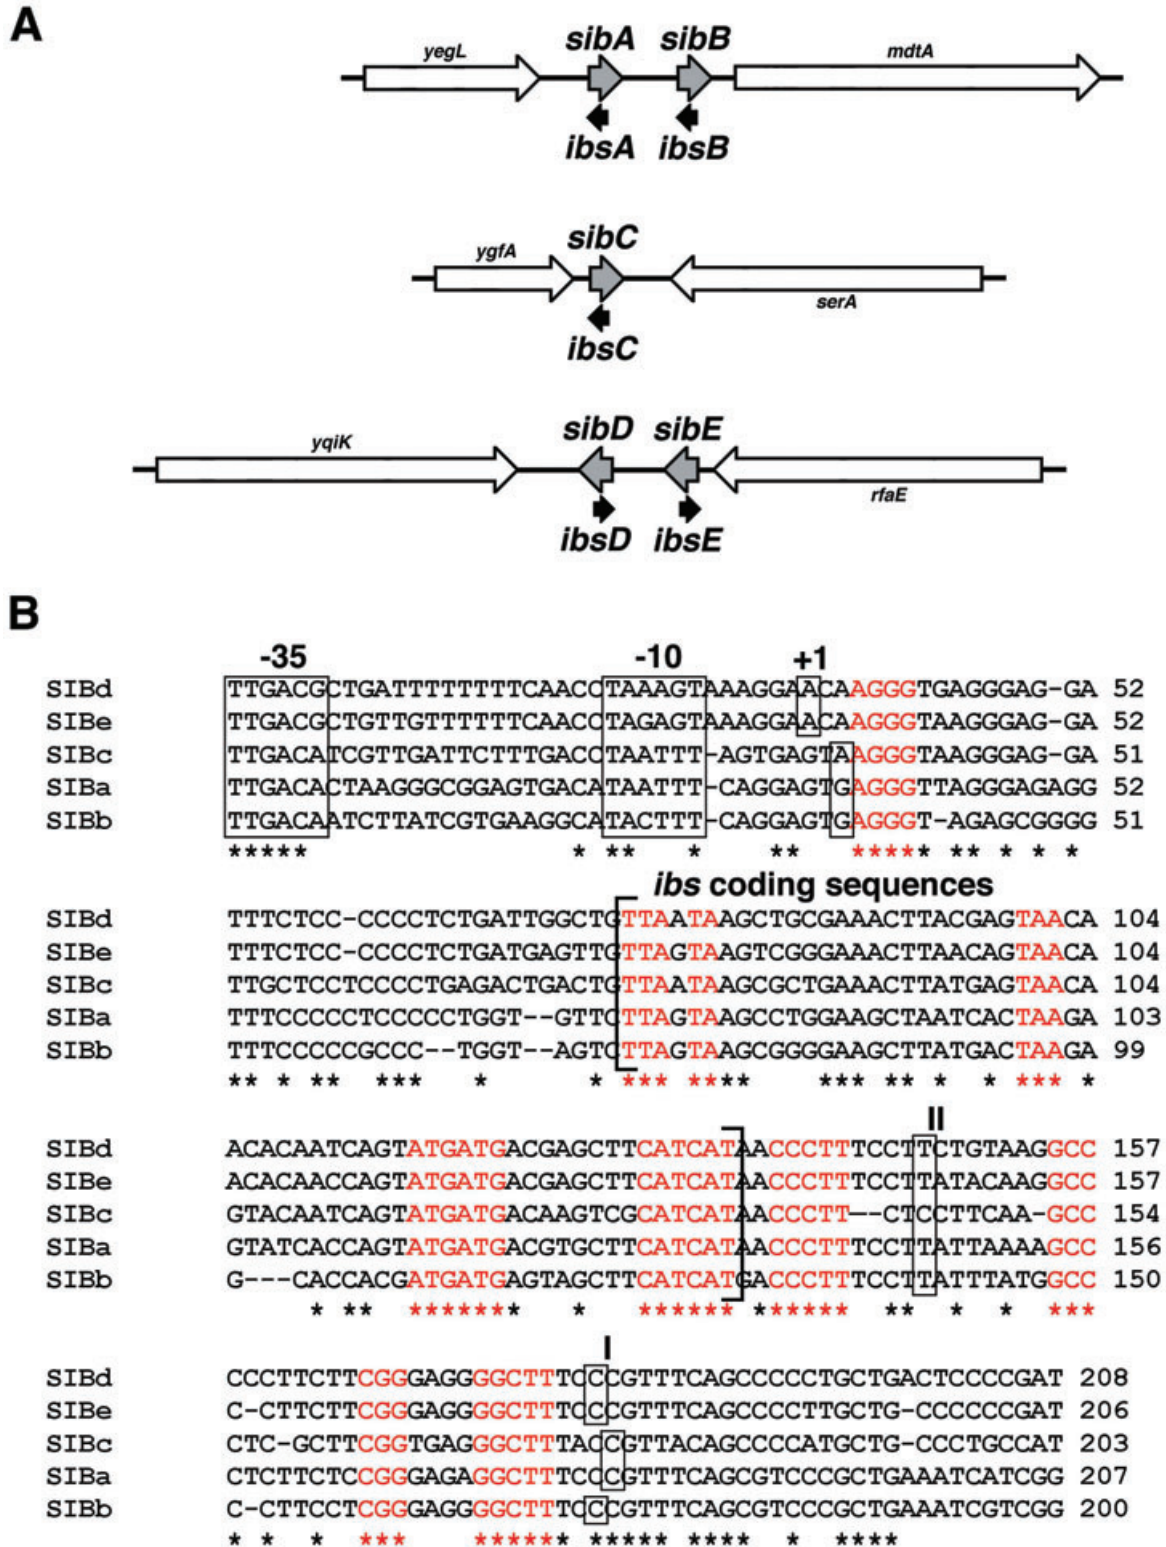 A
sibA sibB
yegL mdtA
ibsA ibsB
sibC
ygfA
serA
ibsC
sibD sibE
yqiK
rfaE
ibsD ibsE
B
-35 -10 +1
SIBd TTGACGCTGATTTTTTTTCAACCTAAAGTAAAGGAACAAGGGTGAGGGAG-GA 52
SIBe TTGACGCTGTTGTTTTTTCAACCTAGAGTAAAGGAACAAGGGTAAGGGAG-GA 52
SIBc TTGACATCGTTGATTCTTTGACCTAATTT-AGTGAGTAAGGGTAAGGGAG-GA 51
SIBa TTGACACTAAGGGCGGAGTGACATAATTT-CAGGAGTGAGGGTTAGGGAGAGG 52
SIBb TTGACAATCTTATCGTGAAGGCATACTTT-CAGGAGTGAGGGT-AGAGCGGGG 51
***** * ** * ** ***** ** * * *
ibs coding sequences
SIBd TTTCTCC-CCCCTCTGATTGGCTGTTAATAAGCTGCGAAACTTACGAGTAACA 104
SIBe TTTCTCC-CCCCTCTGATGAGTTGTTAGTAAGTCGGGAAACTTAACAGTAACA 104
SIBc TTGCTCCTCCCCTGAGACTGACTGTTAATAAGCGCTGAAACTTATGAGTAACA 104
SIBa TTTCCCCCTCCCCCTGGT--GTTCTTAGTAAGCCTGGAAGCTAATCACTAAGA 103
SIBb TTTCCCCCGCCC--TGGT--AGTCTTAGTAAGCGGGGAAGCTTATGACTAAGA 99
** * ** *** * * *** **** *** ** * * *** *
II
SIBd ACACAATCAGTATGATGACGAGCTTCATCATAACCCTTTCCTTCTGTAAGGCC 157
SIBe ACACAACCAGTATGATGACGAGCTTCATCATAACCCTTTCCTTATACAAGGCC 157
SIBc GTACAATCAGTATGATGACAAGTCGCATCATAACCCTT--CTCCTTCAA-GCC 154
SIBa GTATCACCAGTATGATGACGTGCTTCATCATAACCCTTTCCTTATTAAAAGCC 156
SIBb G---CACCACGATGATGAGTAGCTTCATCATGACCCTTTCCTTATTTATGGCC 150
* ** ******* * ****** ****** ** * * ***
I
SIBd CCCTTCTTCGGGAGGGGCTTTCCCGTTTCAGCCCCCTGCTGACTCCCCGAT 208
SIBe C-CTTCTTCGGGAGGGGCTTTCCCGTTTCAGCCCCTTGCTG-CCCCCCGAT 206
SIBc CTC-GCTTCGGTGAGGGCTTTACCGTTACAGCCCCATGCTG-CCCTGCCAT 203
SIBa CTCTTCTCCGGGAGAGGCTTTCCCGTTTCAGCGTCCCGCTGAAATCATCGG 207
SIBb C-CTTCCTCGGGAGGGGCTTTCCCGTTTCAGCGTCCCGCTGAAATCGTCGG 200
* * * *** ***** * ***** **** * ****